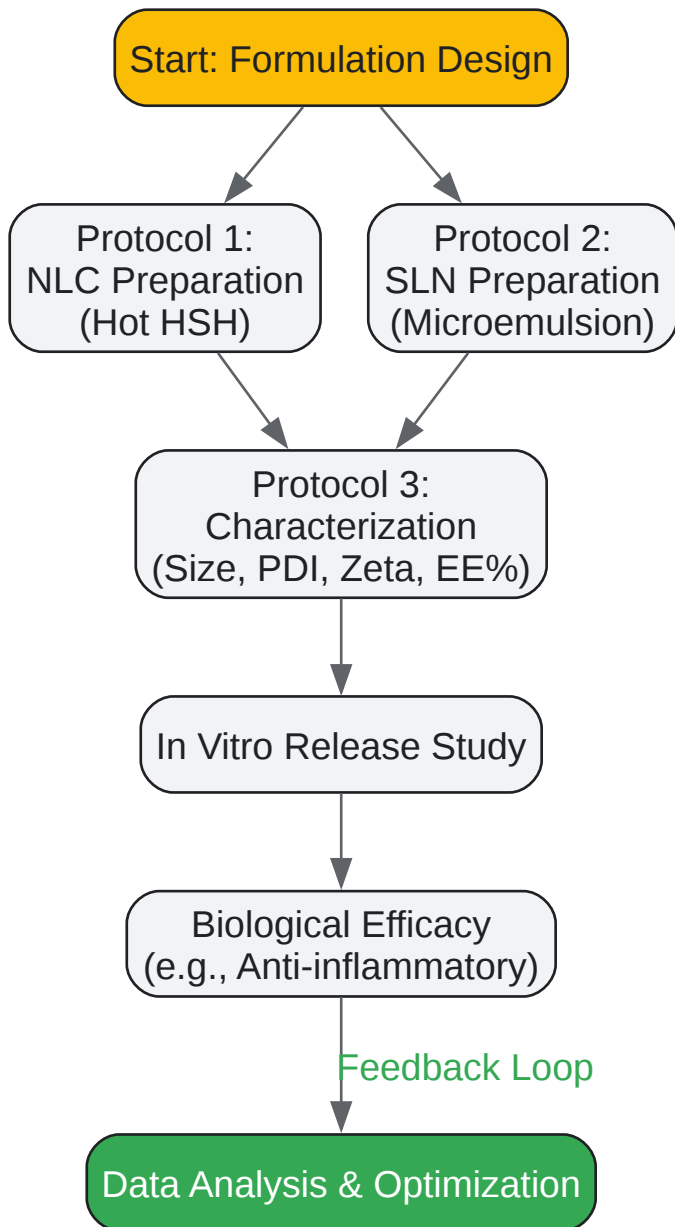 Start: Formulation Design
Protocol 1:
NLC Preparation
(Hot HSH)
Protocol 2:
SLN Preparation
(Microemulsion)
Protocol 3:
Characterization
(Size, PDI, Zeta, EE%)
In Vitro Release Study
Biological Efficacy
(e.g., Anti-inflammatory)
Feedback Loop
Data Analysis & Optimization